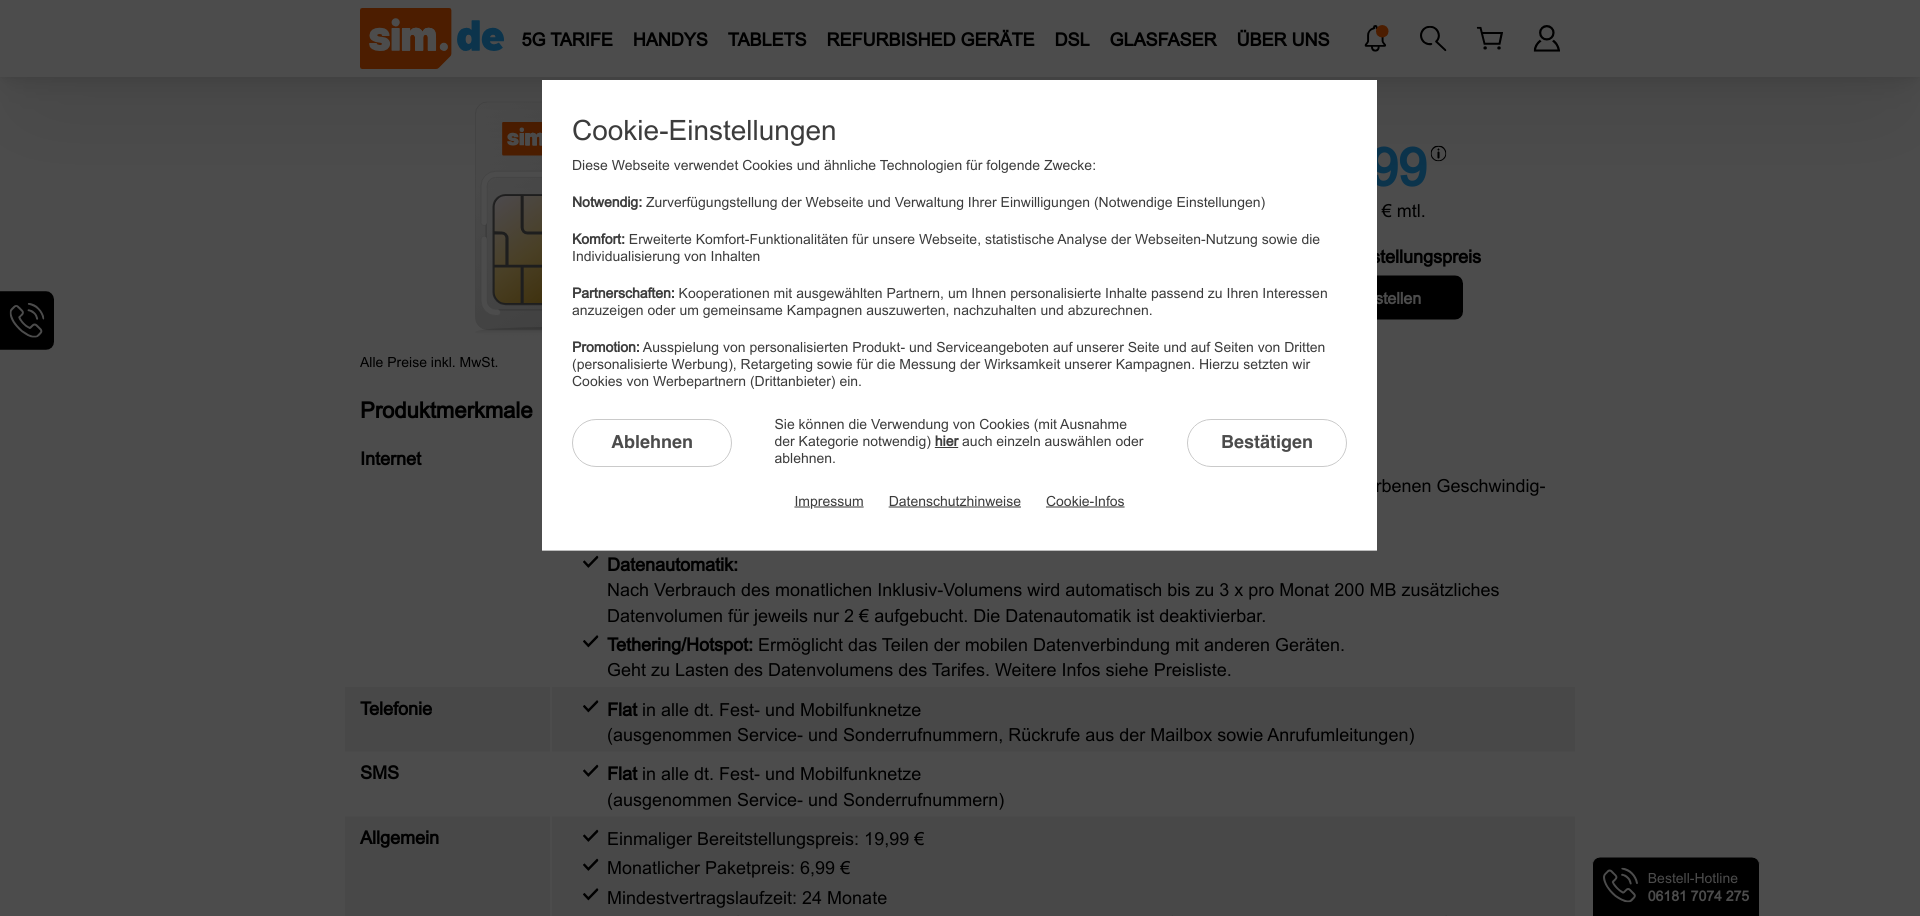 sim.de
5G TARIFE HANDYS TABLETS REFURBISHED GERÄTE DSL GLASFASER ÜBER UNS
sim
99
€ mtl.
stellungspreis
stellen
Cookie-Einstellungen
Diese Webseite verwendet Cookies und ähnliche Technologien für folgende Zwecke:
Notwendig: Zurverfügungstellung der Webseite und Verwaltung Ihrer Einwilligungen (Notwendige Einstellungen)
Komfort: Erweiterte Komfort-Funktionalitäten für unsere Webseite, statistische Analyse der Webseiten-Nutzung sowie die
Individualisierung von Inhalten
Partnerschaften: Kooperationen mit ausgewählten Partnern, um Ihnen personalisierte Inhalte passend zu Ihren Interessen
anzuzeigen oder um gemeinsame Kampagnen auszuwerten, nachzuhalten und abzurechnen.
Promotion: Ausspielung von personalisierten Produkt- und Serviceangeboten auf unserer Seite und auf Seiten von Dritten
(personalisierte Werbung), Retargeting sowie für die Messung der Wirksamkeit unserer Kampagnen. Hierzu setzten wir
Cookies von Werbepartnern (Drittanbieter) ein.
Ablehnen
Sie können die Verwendung von Cookies (mit Ausnahme
der Kategorie notwendig) hier auch einzeln auswählen oder
ablehnen.
Bestätigen
Impressum Datenschutzhinweise Cookie-Infos
Alle Preise inkl. MwSt.
Produktmerkmale
Internet
rbenen Geschwindig-
Datenautomatik:
Nach Verbrauch des monatlichen Inklusiv-Volumens wird automatisch bis zu 3 x pro Monat 200 MB zusätzliches
Datenvolumen für jeweils nur 2 € aufgebucht. Die Datenautomatik ist deaktivierbar.
Tethering/Hotspot: Ermöglicht das Teilen der mobilen Datenverbindung mit anderen Geräten.
Geht zu Lasten des Datenvolumens des Tarifes. Weitere Infos siehe Preisliste.
Telefonie
Flat in alle dt. Fest- und Mobilfunknetze
(ausgenommen Service- und Sonderrufnummern, Rückrufe aus der Mailbox sowie Anrufumleitungen)
SMS
Flat in alle dt. Fest- und Mobilfunknetze
(ausgenommen Service- und Sonderrufnummern)
Allgemein
Einmaliger Bereitstellungspreis: 19,99 €
Monatlicher Paketpreis: 6,99 €
Mindestvertragslaufzeit: 24 Monate
Bestell-Hotline
06181 7074 275